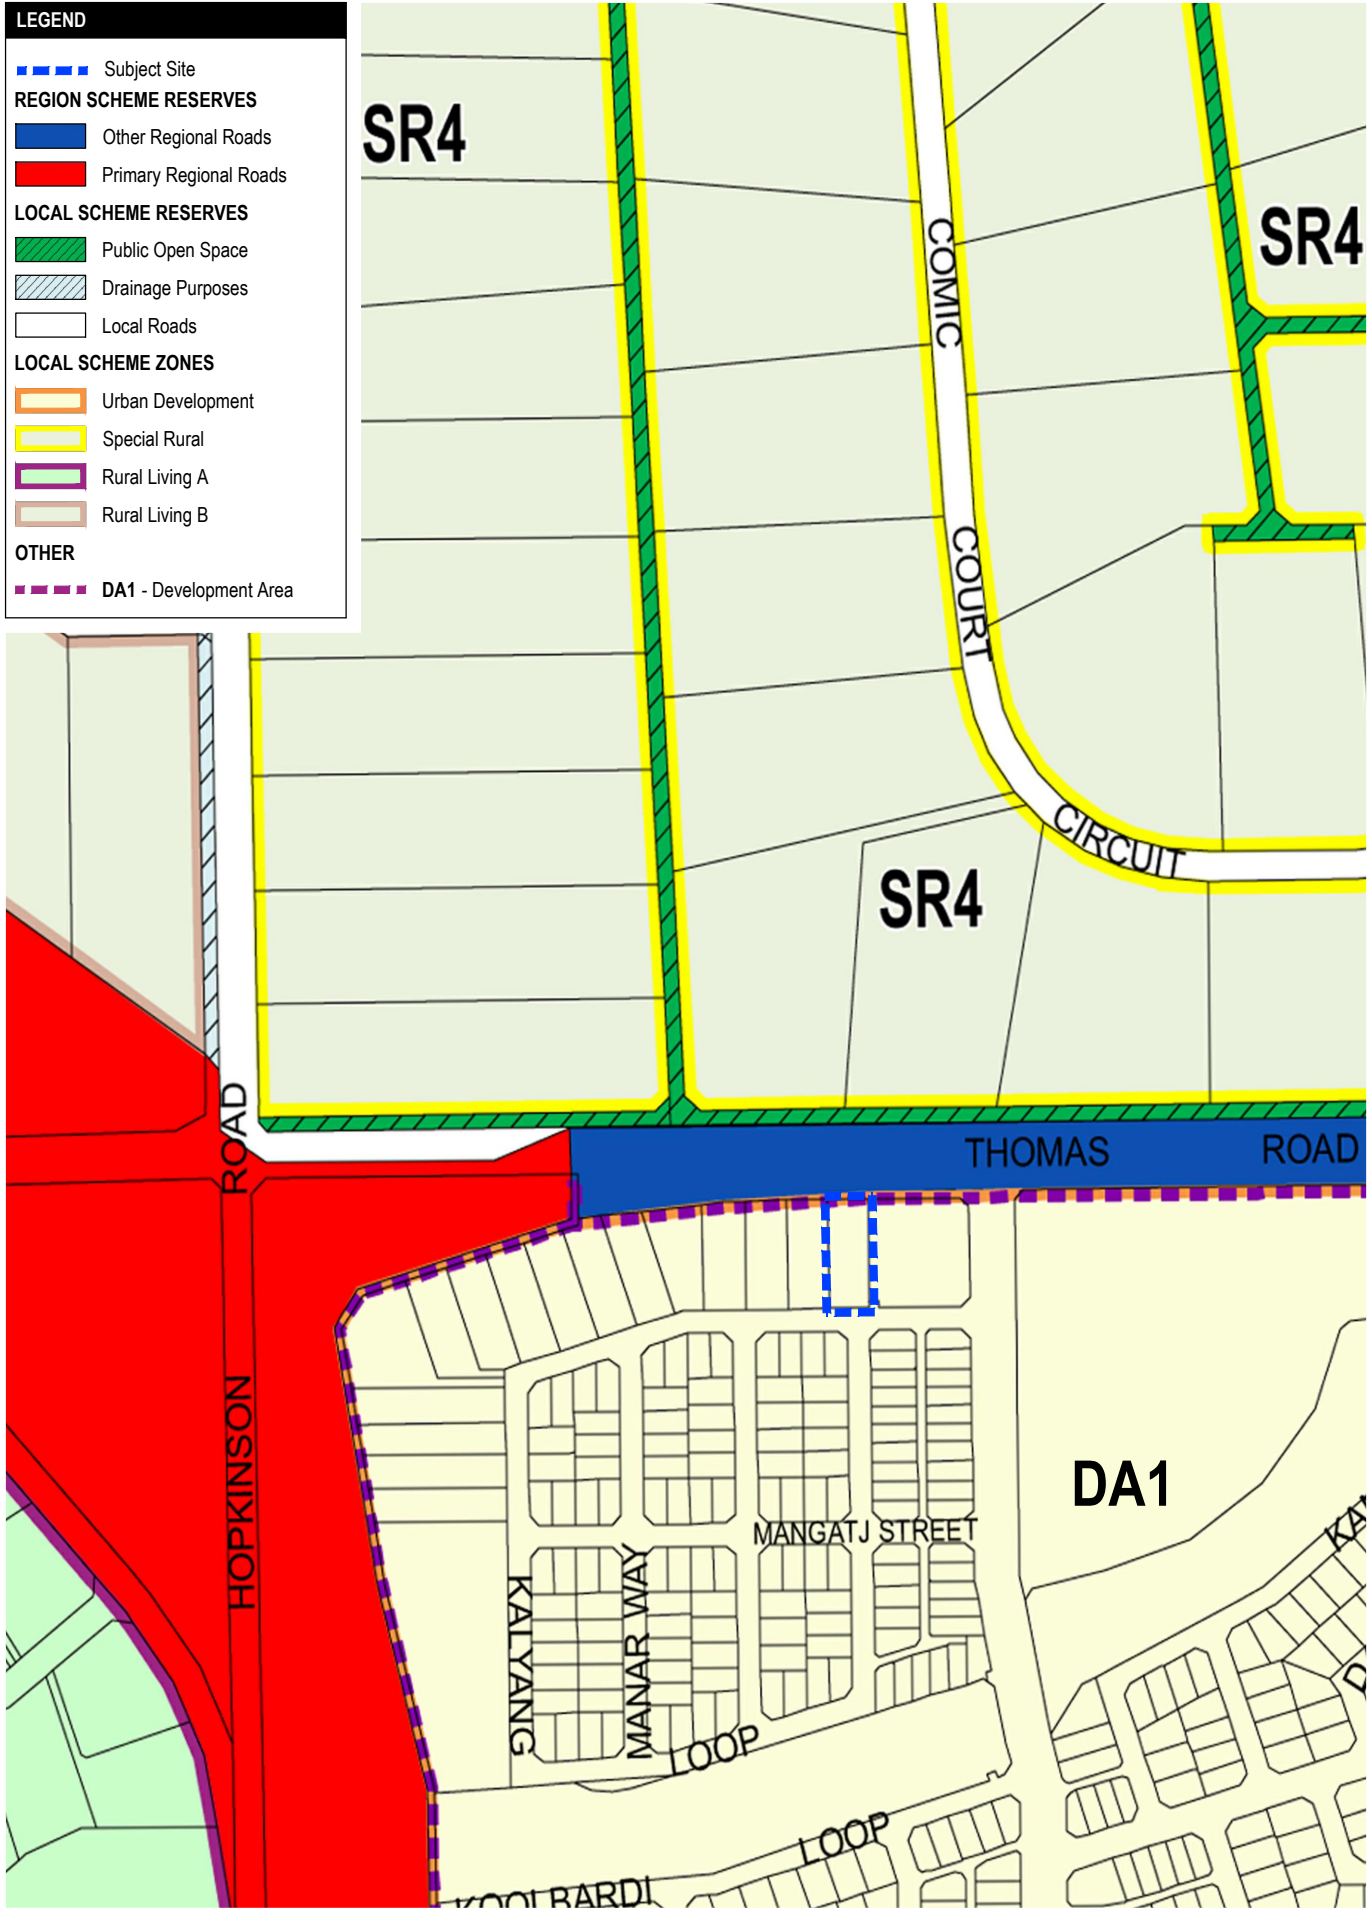 LEGEND
Subject Site
REGION SCHEME RESERVES
Other Regional Roads
Primary Regional Roads
LOCAL SCHEME RESERVES
Public Open Space
Drainage Purposes
Local Roads
LOCAL SCHEME ZONES
Urban Development
Special Rural
Rural Living A
Rural Living B
OTHER
DA1 - Development Area
SR4
SR4
COMIC
COURT
CIRCUIT
SR4
ROAD
THOMAS ROAD
HOPKINSON
DA1
MANGATJ STREET
KALYANG
MANAR WAY
LOOP
LOOP
KOOLBARDI